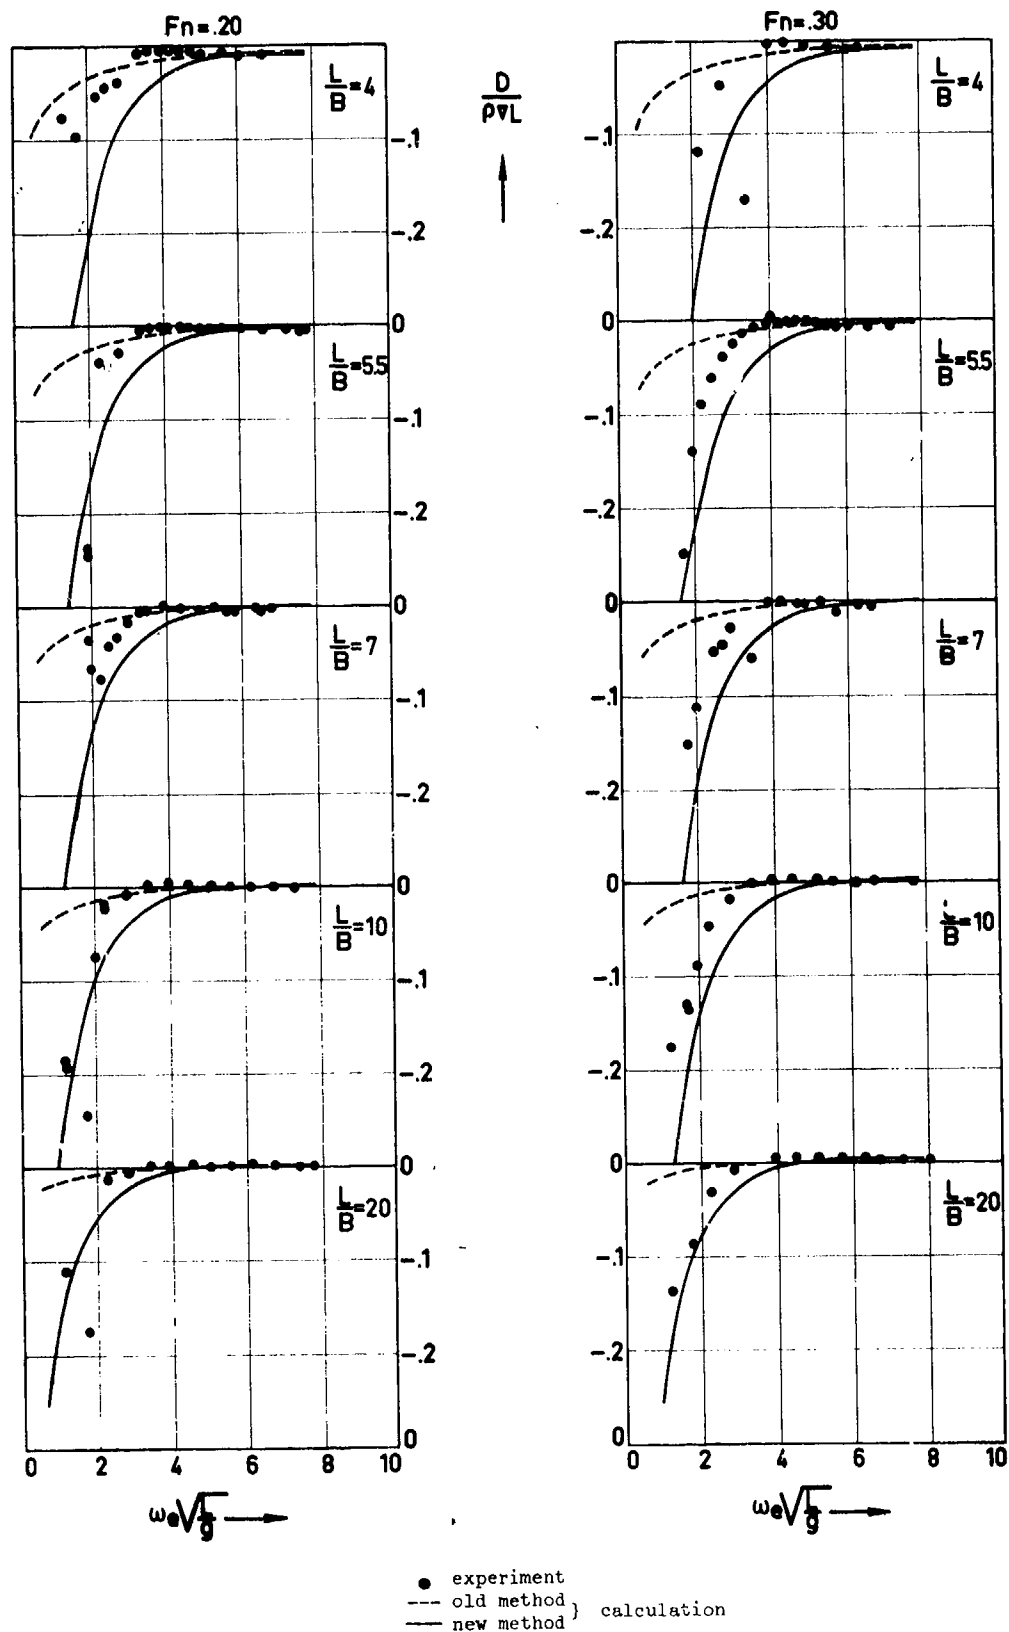 Fn=.20
L/B=4
-.1
-.2
0
L/B=5.5
-.1
-.2
0
L/B=7
-.1
-.2
0
L/B=10
-.1
-.2
0
L/B=20
-.1
-.2
0
0 2 4 6 8 10
ωe√L/g
D/ρ∇L
Fn=.30
L/B=4
-.1
-.2
0
L/B=5.5
-.1
-.2
0
L/B=7
-.1
-.2
0
L/B=10
-.1
-.2
0
L/B=20
-.1
-.2
0
0 2 4 6 8 10
ωe√L/g
experiment
old method
new method } calculation